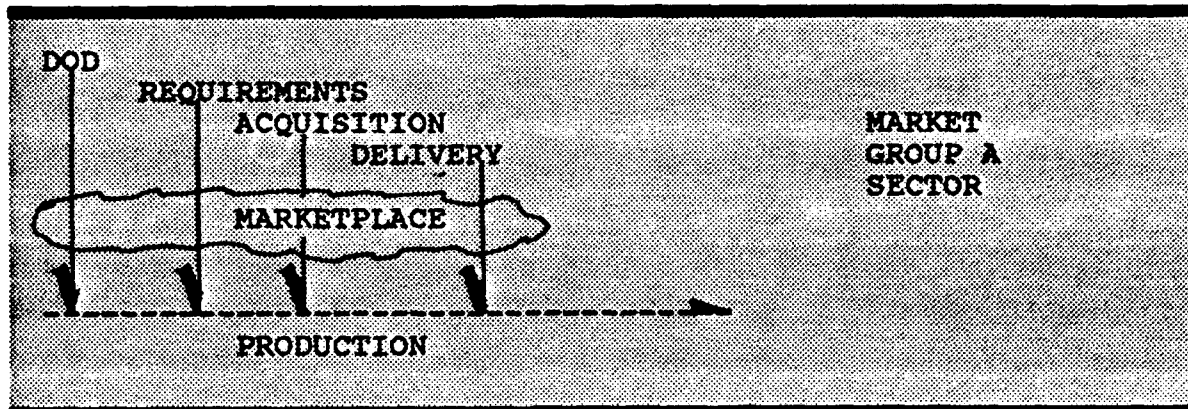 DOD
REQUIREMENTS
ACQUISITION
DELIVERY
MARKETPLACE
PRODUCTION
MARKET
GROUP A
SECTOR